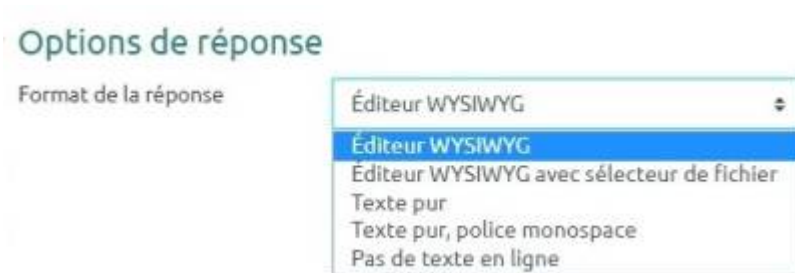 Options de réponse
Format de la réponse
Éditeur WYSIWYG
Éditeur WYSIWYG
Éditeur WYSIWYG avec sélecteur de fichier
Texte pur
Texte pur, police monospace
Pas de texte en ligne